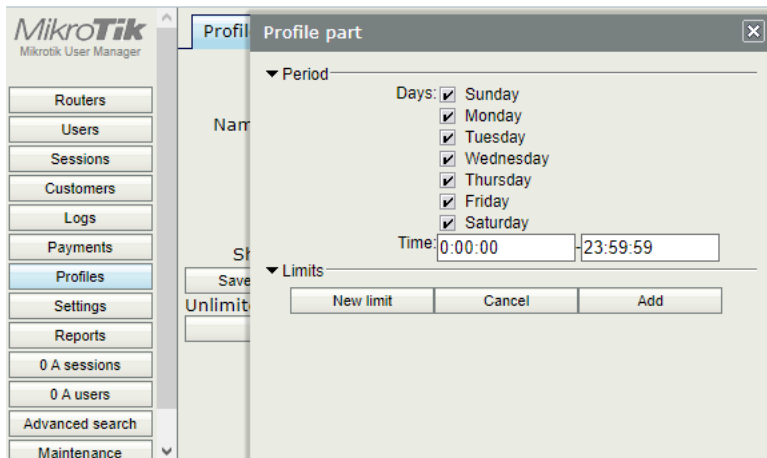 MikroTik
Mikrotik User Manager
Routers
Users
Sessions
Customers
Logs
Payments
Profiles
Settings
Reports
0 A sessions
0 A users
Advanced search
Maintenance
Profil
Nam
Sh
Save
Unlimit
Profile part
Period
Days: Sunday
Monday
Tuesday
Wednesday
Thursday
Friday
Saturday
Time: 0:00:00 - 23:59:59
Limits
New limit Cancel Add